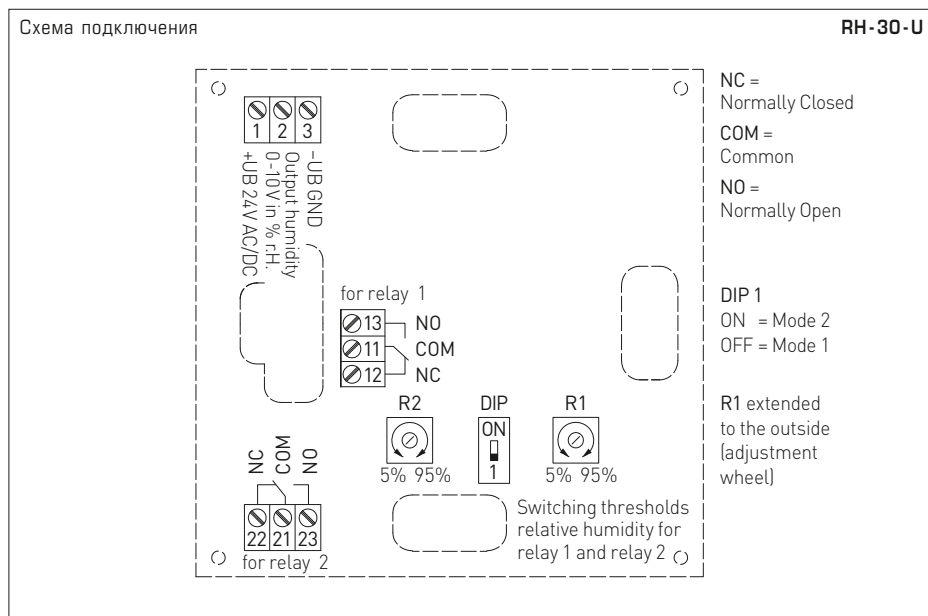 Схема подключения
RH-30-U
1 2 3
+UB 24V AC/DC
Output humidity
0-10V in % r.H.
-UB GND
for relay 1
13 NO
11 COM
12 NC
R2
5% 95%
DIP
ON
1
R1
5% 95%
NC COM NO
22 21 23
for relay 2
Switching thresholds
relative humidity for
relay 1 and relay 2
NC =
Normally Closed
COM =
Common
NO =
Normally Open
DIP 1
ON = Mode 2
OFF = Mode 1
R1 extended
to the outside
(adjustment
wheel)